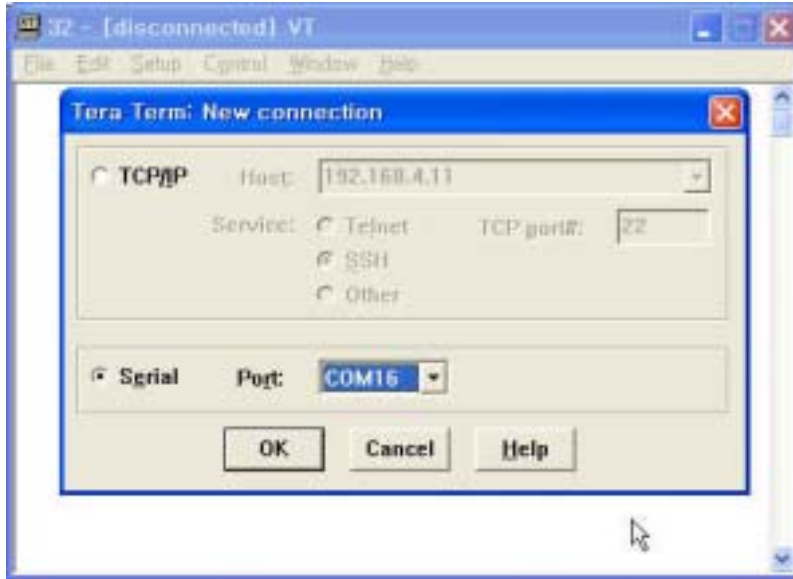 32 - [disconnected] VT
File Edit Setup Control Window Help
Tera Term: New connection
TCP/IP Host: 192.168.4.11
Service: Telnet TCP port#: 22
SSH
Other
Serial Port: COM16
OK Cancel Help